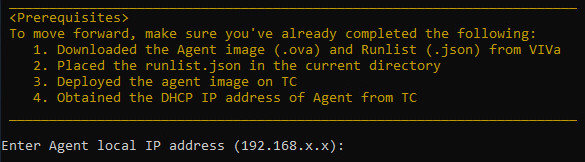 <Prerequisites>
To move forward, make sure you've already completed the following:
1. Downloaded the Agent image (.ova) and Runlist (.json) from VIVa
2. Placed the runlist.json in the current directory
3. Deployed the agent image on TC
4. Obtained the DHCP IP address of Agent from TC
Enter Agent local IP address (192.168.x.x):